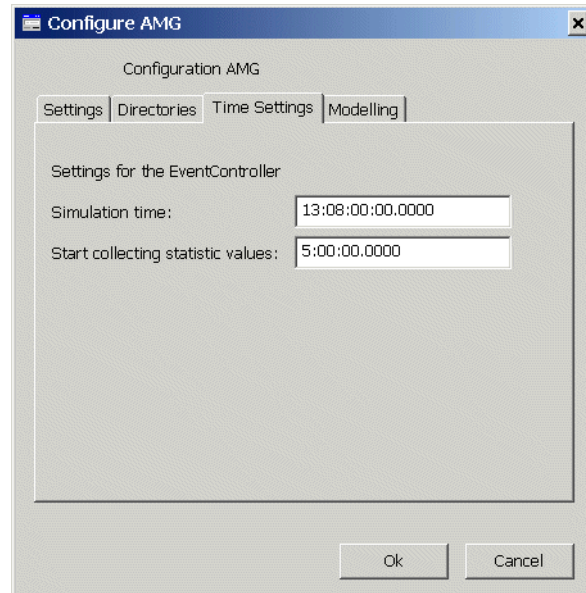 Configure AMG
Configuration AMG
Settings Directories Time Settings Modelling
Settings for the EventController
Simulation time: 13:08:00:00.0000
Start collecting statistic values: 5:00:00.0000
Ok Cancel